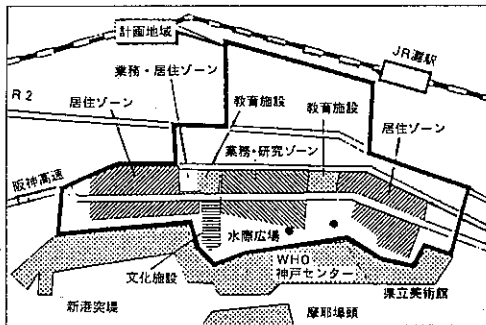 計画地域
JR灘駅
業務・居住ゾーン
R2
居住ゾーン
教育施設
教育施設
居住ゾーン
業務・研究ゾーン
阪神高速
水際広場
WHO
神戸センター
文化施設
県立美術館
新港突堤
摩耶埠頭